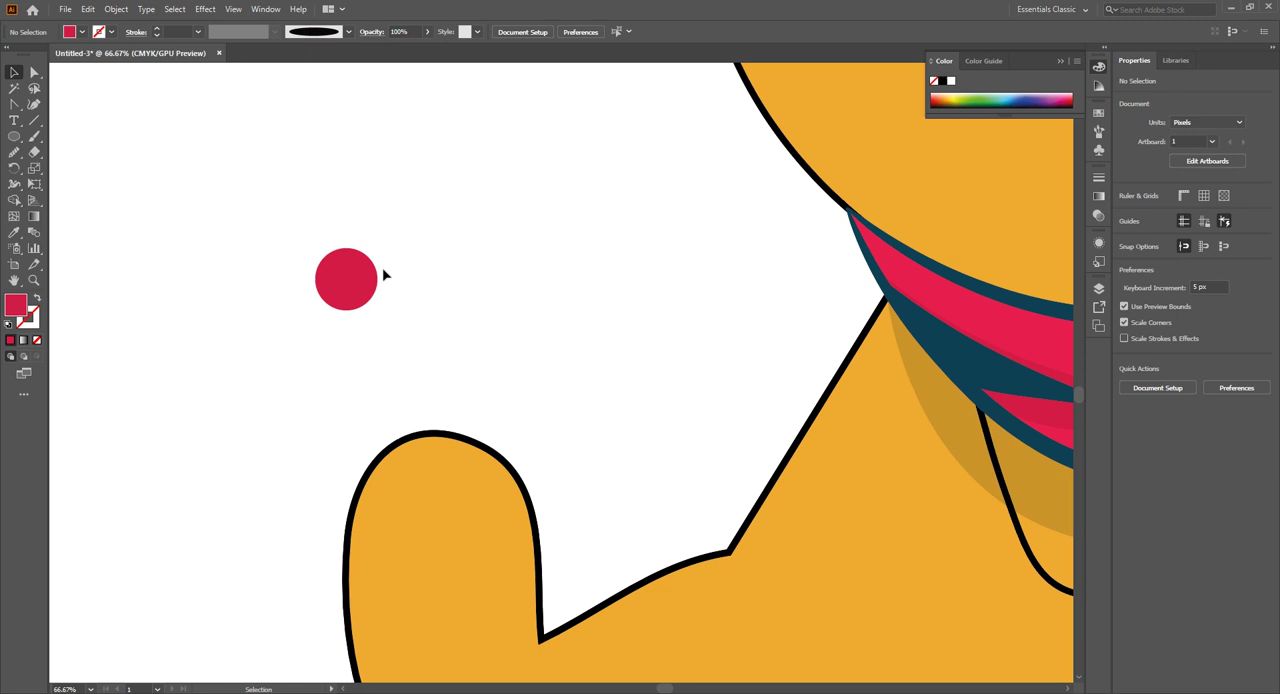 Ai File Edit Object Type Select Effect View Window Help Essentials Classic Search Adobe Stock
No Selection Stroke: Opacity: 100% Style: Document Setup Preferences
Untitled-3* @ 66.67% (CMYK/GPU Preview) ×
Color Color Guide
Properties Libraries
No Selection
Document
Units: Pixels
Artboard: 1
Edit Artboards
Ruler & Grids
Guides
Snap Options
Preferences
Keyboard Increment: 5 px
Use Preview Bounds
Scale Corners
Scale Strokes & Effects
Quick Actions
Document Setup Preferences
66.67% 1 Selection